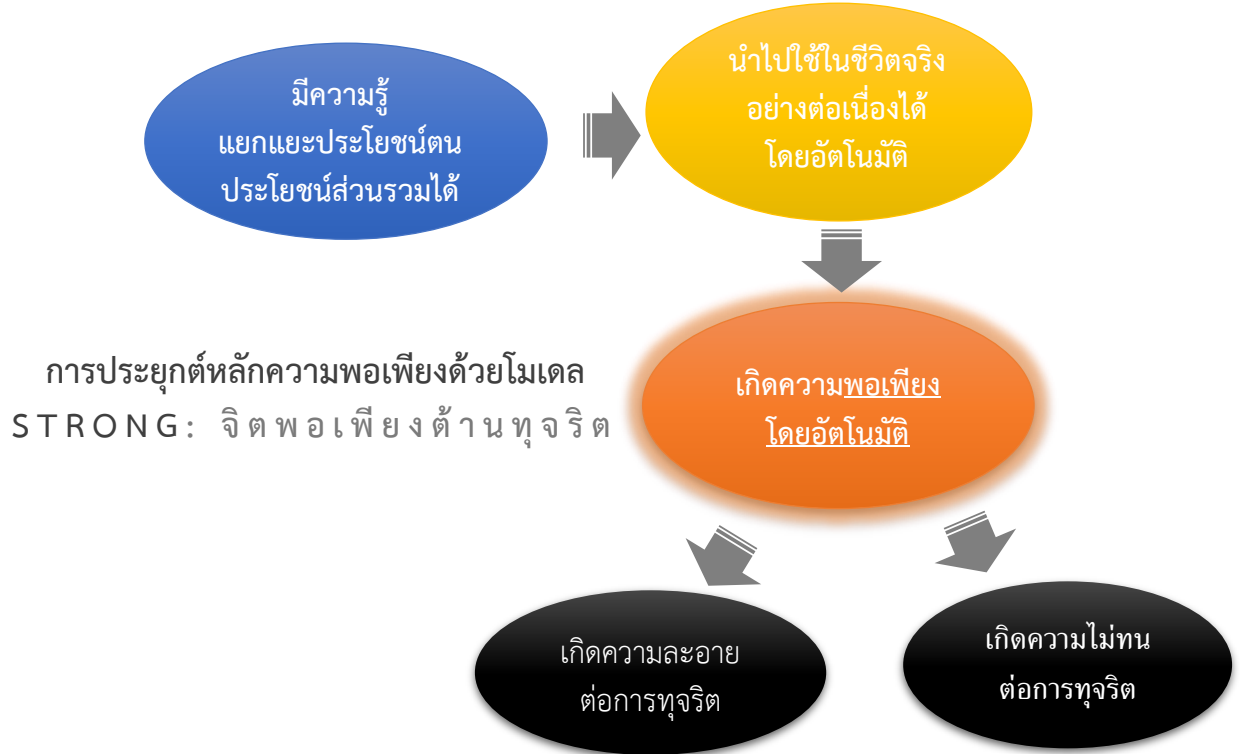 มีความรู้
แยกแยะประโยชน์ตน
ประโยชน์ส่วนรวมได้
นำไปใช้ในชีวิตจริง
อย่างต่อเนื่องได้
โดยอัตโนมัติ
การประยุกต์หลักความพอเพียงด้วยโมเดล
STRONG: จิตพอเพียงต้านทุจริต
เกิดความพอเพียง
โดยอัตโนมัติ
เกิดความละอาย
ต่อการทุจริต
เกิดความไม่ทน
ต่อการทุจริต